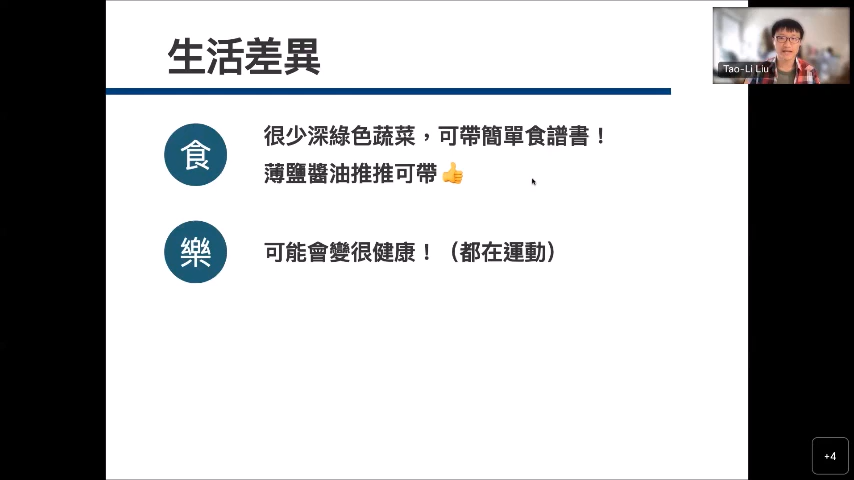 生活差異
Tao-Li Liu
食
很少深綠色蔬菜，可帶簡單食譜書！
薄鹽醬油推推可帶👍
樂
可能會變很健康！（都在運動）
+4